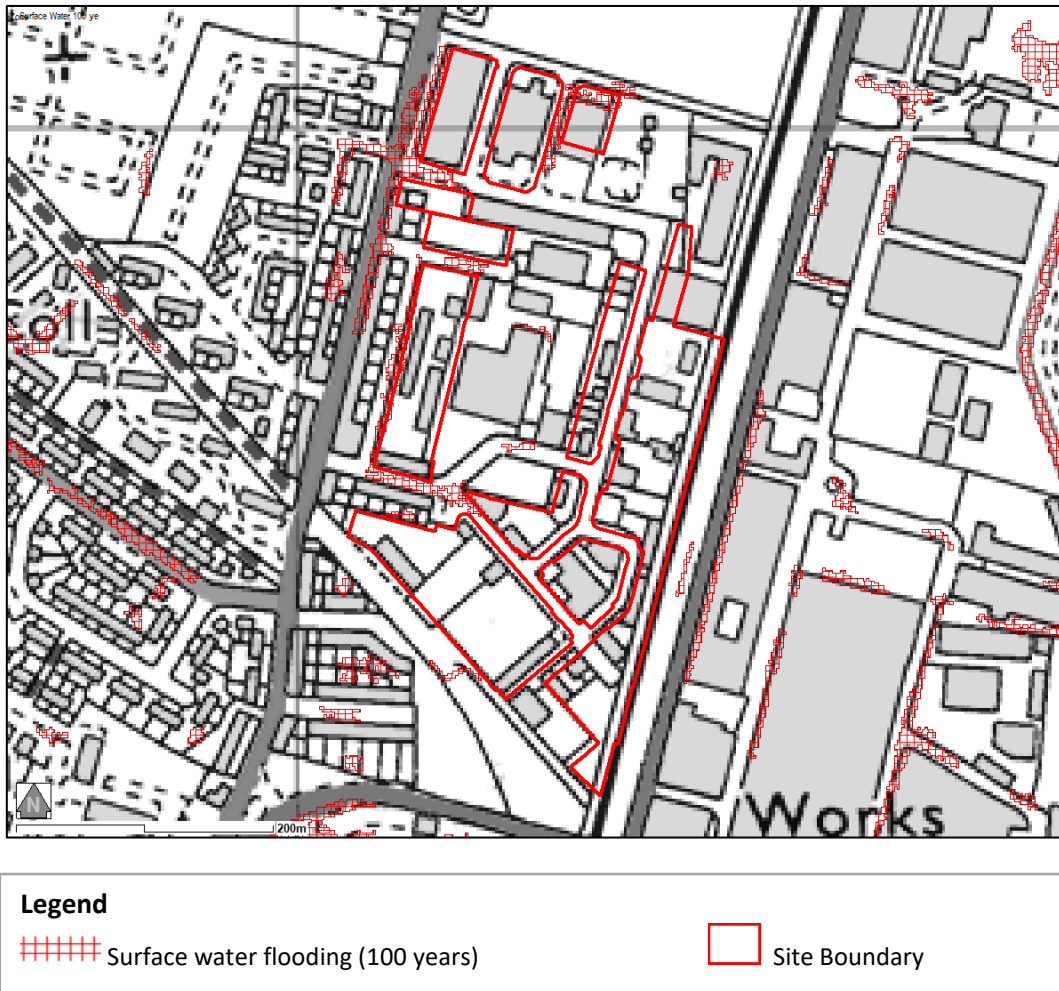 Surface Water 100 ye
N
200m
Works
Legend
Surface water flooding (100 years)
Site Boundary